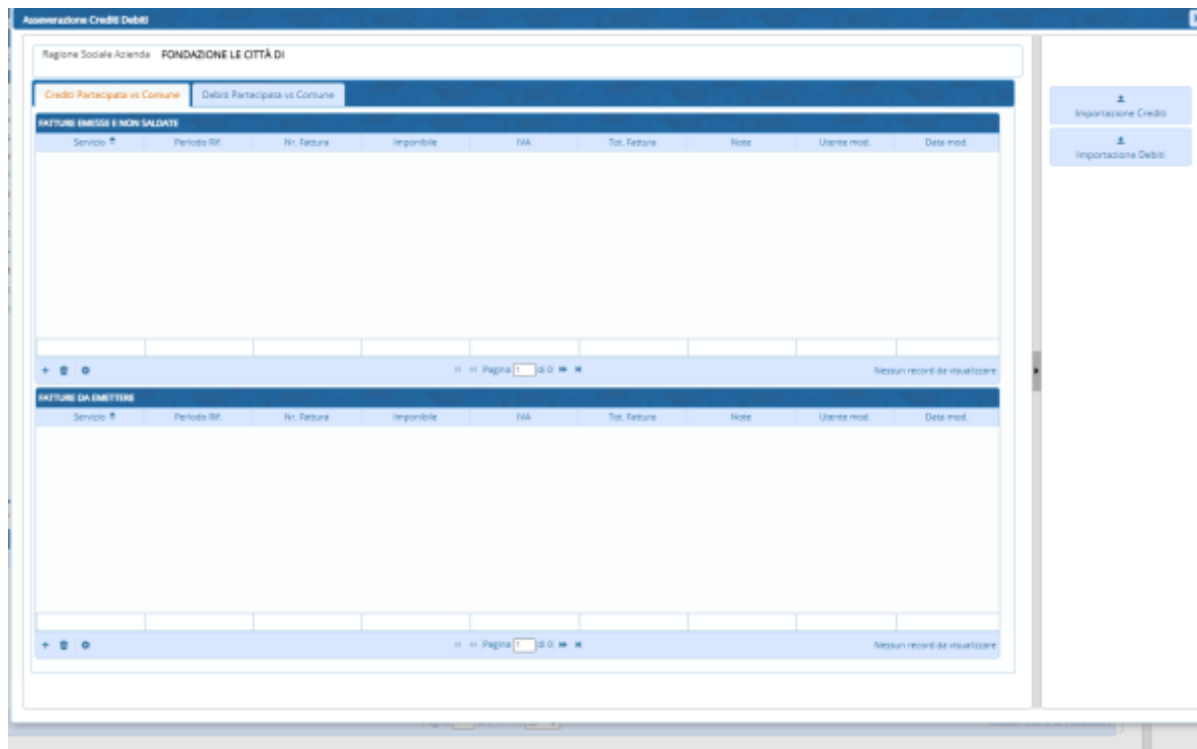 Asseverazione Crediti Debiti
Ragione Sociale Azienda FONDAZIONE LE CITTÀ DI
Crediti Partecipata vs Comune Debiti Partecipata vs Comune
FATTURE EMESSE E NON SALDATE
Servizio Periodo Rif. Nr. Fattura Imponibile IVA Tot. Fattura Note Utente mod. Data mod.
Pagina 1 di 0 Nessun record da visualizzare
FATTURE DA EMETTERE
Servizio Periodo Rif. Nr. Fattura Imponibile IVA Tot. Fattura Note Utente mod. Data mod.
Pagina 1 di 0 Nessun record da visualizzare
Importazione Crediti
Importazione Debiti